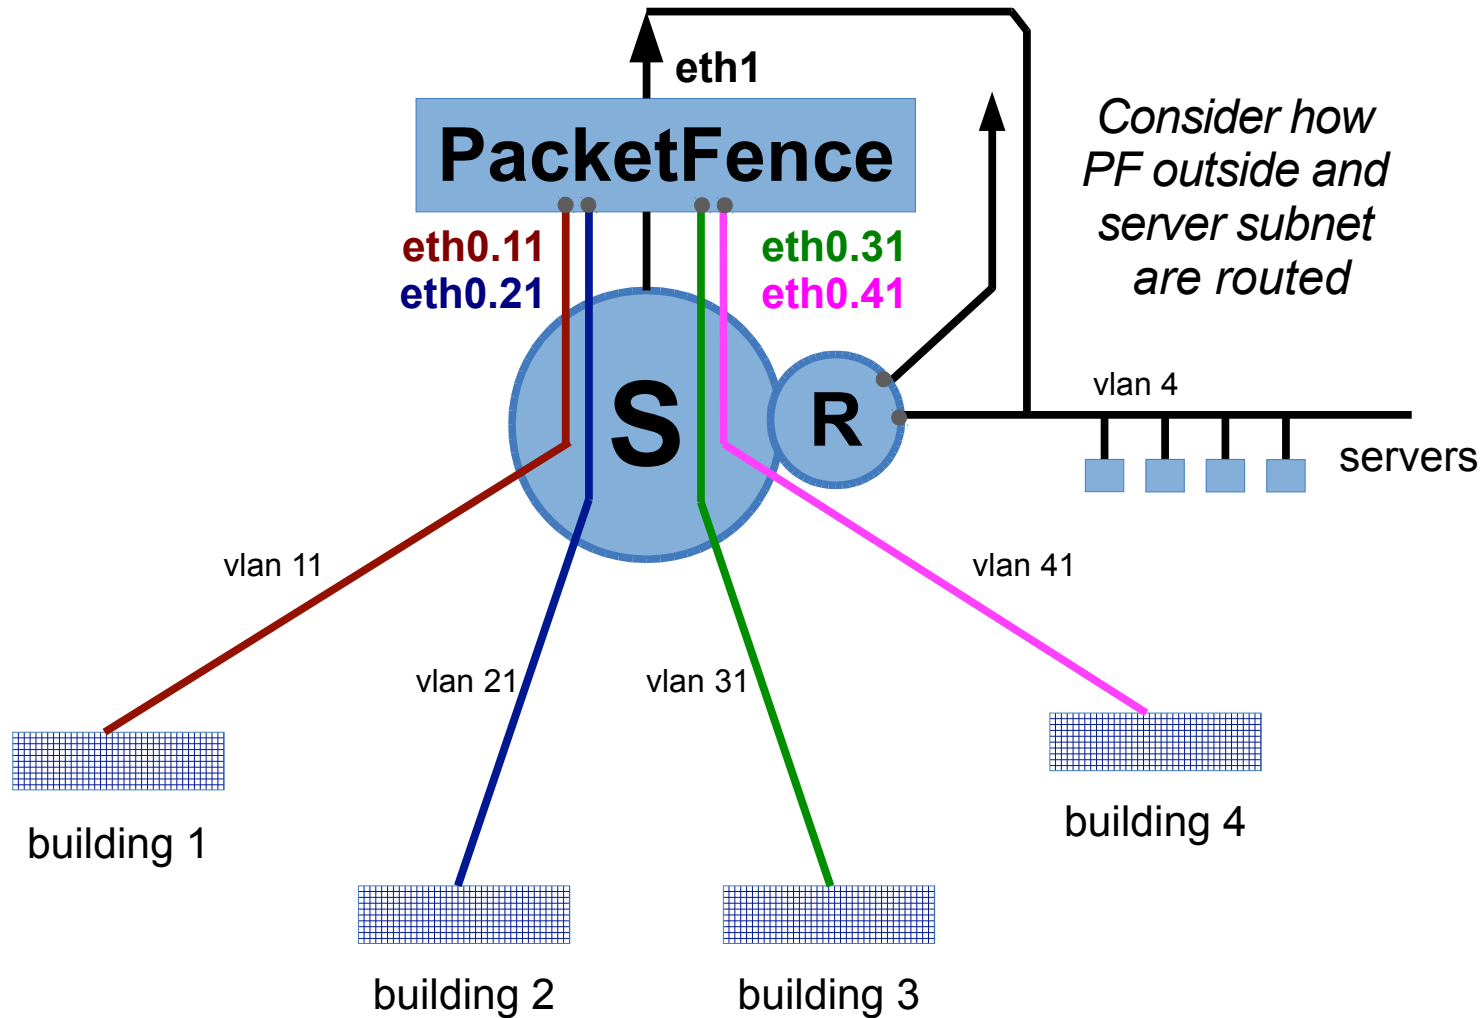 eth1
PacketFence
Consider how
PF outside and
server subnet
are routed
eth0.11
eth0.21
eth0.31
eth0.41
S
R
vlan 4
servers
vlan 11
vlan 41
vlan 21
vlan 31
building 1
building 4
building 2
building 3